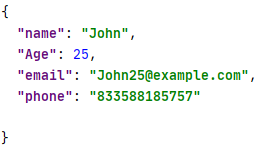 {
  "name": "John",
  "Age": 25,
  "email": "John25@example.com",
  "phone": "833588185757"
}